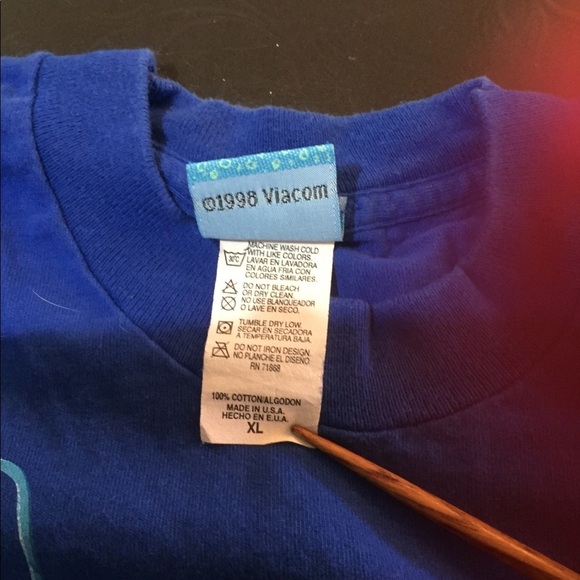 ©1998 Viacom
MACHINE WASH COLD
WITH LIKE COLORS.
LAVAR EN LAVADORA
EN AGUA FRIA CON
COLORES SIMILARES.
30°C
DO NOT BLEACH
OR DRY CLEAN.
NO USE BLANQUEADOR
O LAVE EN SECO.
TUMBLE DRY LOW.
SECAR EN SECADORA
A TEMPERATURA BAJA.
DO NOT IRON DESIGN.
NO PLANCHE EL DISEÑO.
RN 71868
100% COTTON/ALGODON
MADE IN U.S.A.
HECHO EN E.U.A.
XL